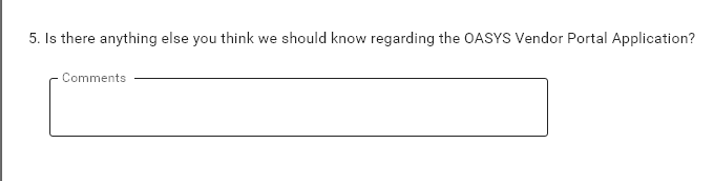 5. Is there anything else you think we should know regarding the OASYS Vendor Portal Application?
Comments